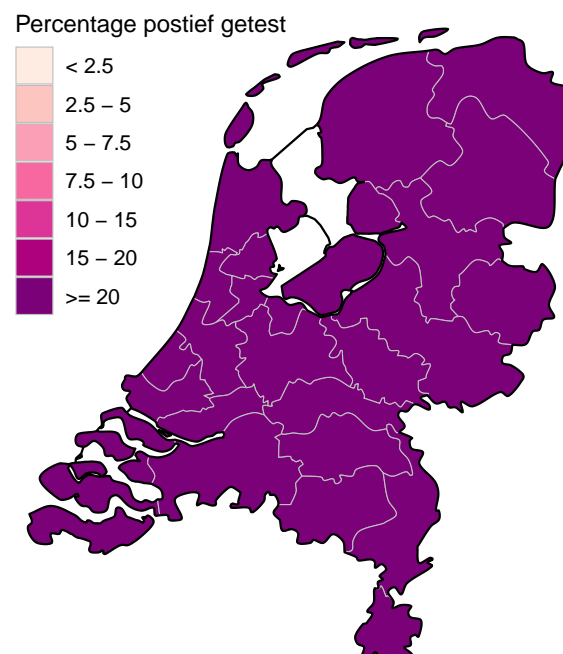 Percentage postief getest
< 2.5
2.5 – 5
5 – 7.5
7.5 – 10
10 – 15
15 – 20
>= 20